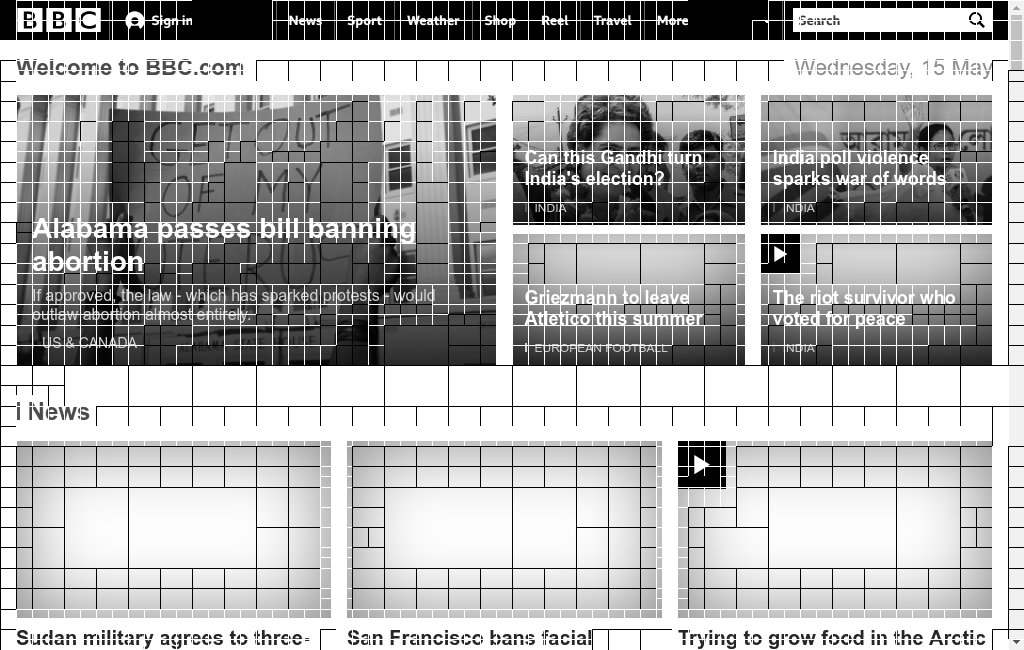 BBC
Sign in
News
Sport
Weather
Shop
Reel
Travel
More
Search
Welcome to BBC.com
Wednesday, 15 May
GET OUT
OF MY
Alabama passes bill banning
abortion
If approved, the law - which has sparked protests - would
outlaw abortion almost entirely.
US & CANADA
Can this Gandhi turn
India's election?
INDIA
India poll violence
sparks war of words
INDIA
Griezmann to leave
Atletico this summer
EUROPEAN FOOTBALL
The riot survivor who
voted for peace
INDIA
News
Sudan military agrees to three-
San Francisco bans facial
Trying to grow food in the Arctic